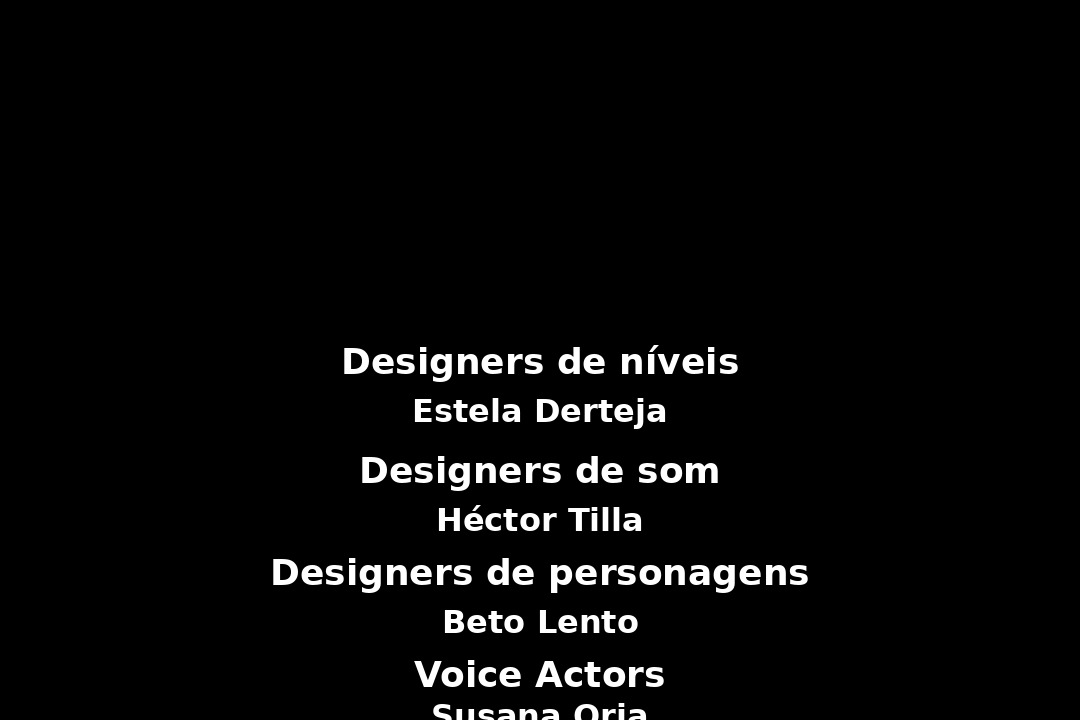 Designers de níveis
Estela Derteja
Designers de som
Héctor Tilla
Designers de personagens
Beto Lento
Voice Actors
Susana Oria